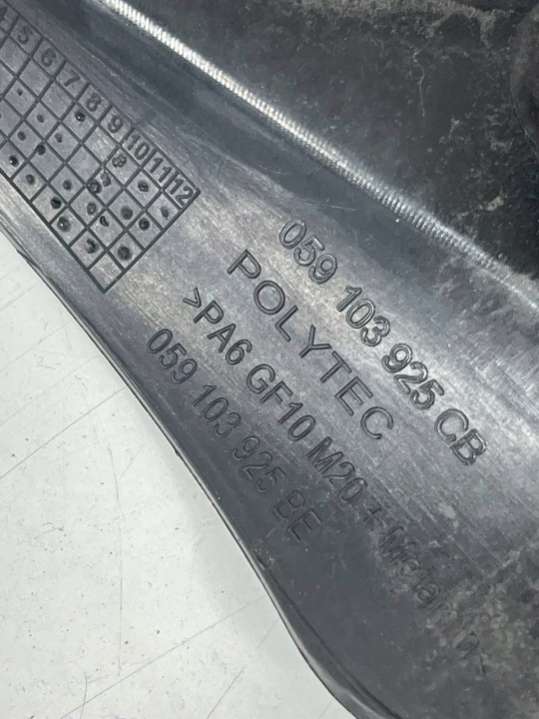 5 6 7 8 9 10 11 12
059 103 925 CB
POLYTEC
>PA6 GF10 M20 +
059 103 925 BE